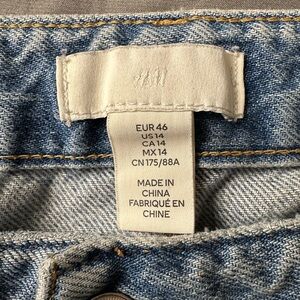 H&M
EUR 46
US 14
CA 14
MX 14
CN 175/88A
MADE IN
CHINA
FABRIQUÉ EN
CHINE